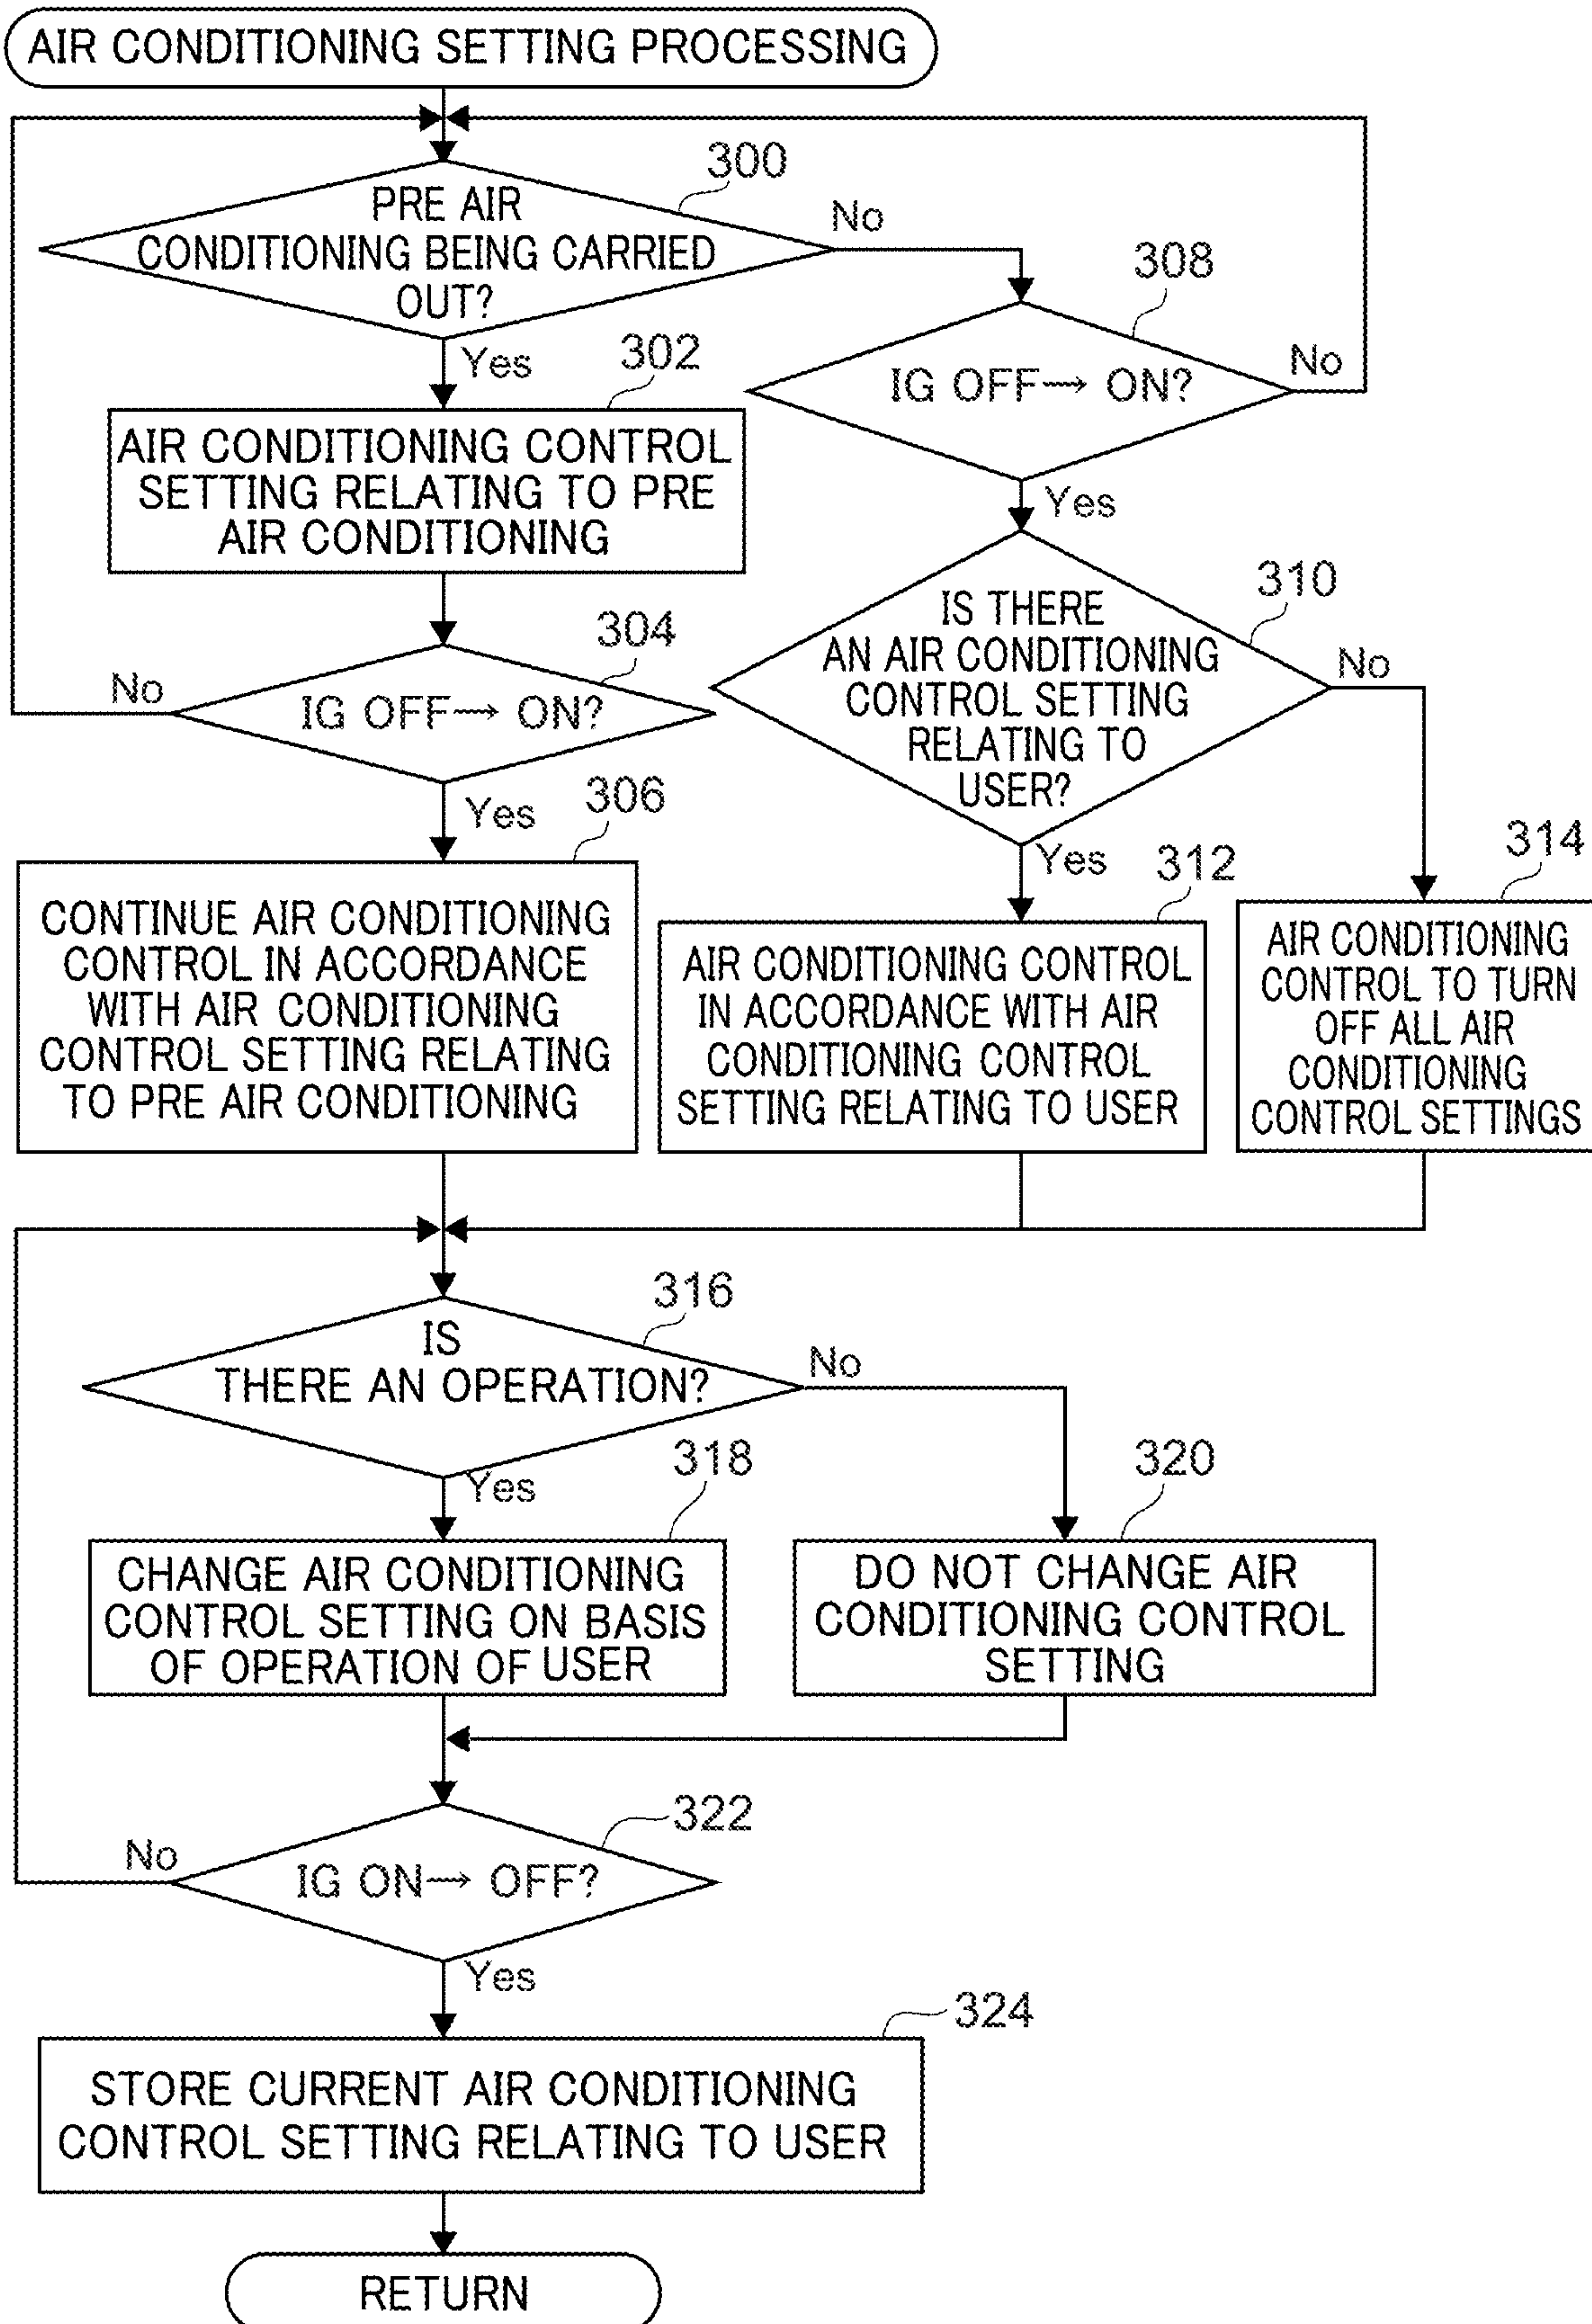 AIR CONDITIONING SETTING PROCESSING
300
PRE AIR
CONDITIONING BEING CARRIED
OUT?
No
Yes
308
IG OFF→ ON?
No
Yes
302
AIR CONDITIONING CONTROL
SETTING RELATING TO PRE
AIR CONDITIONING
304
IG OFF→ ON?
No
Yes
310
IS THERE
AN AIR CONDITIONING
CONTROL SETTING
RELATING TO
USER?
No
Yes
306
CONTINUE AIR CONDITIONING
CONTROL IN ACCORDANCE
WITH AIR CONDITIONING
CONTROL SETTING RELATING
TO PRE AIR CONDITIONING
312
AIR CONDITIONING CONTROL
IN ACCORDANCE WITH AIR
CONDITIONING CONTROL
SETTING RELATING TO USER
314
AIR CONDITIONING
CONTROL TO TURN
OFF ALL AIR
CONDITIONING
CONTROL SETTINGS
316
IS
THERE AN OPERATION?
No
Yes
318
CHANGE AIR CONDITIONING
CONTROL SETTING ON BASIS
OF OPERATION OF USER
320
DO NOT CHANGE AIR
CONDITIONING CONTROL
SETTING
322
IG ON→ OFF?
No
Yes
324
STORE CURRENT AIR CONDITIONING
CONTROL SETTING RELATING TO USER
RETURN